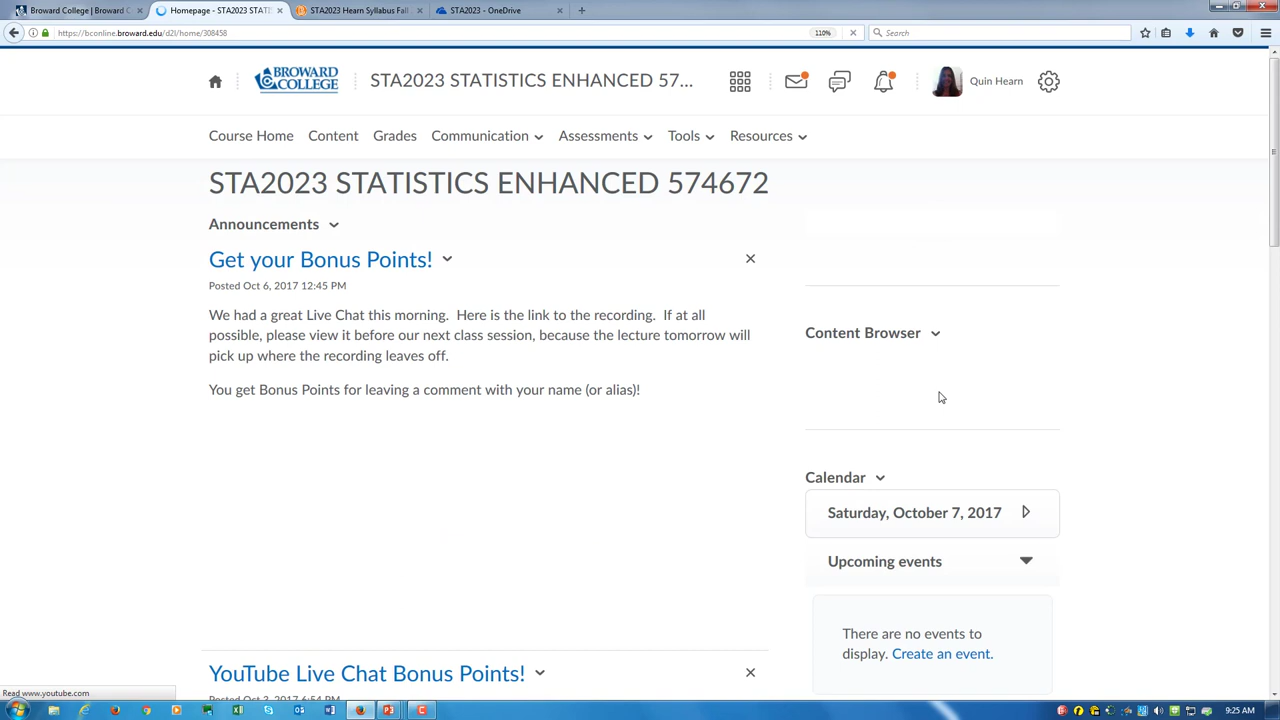 Broward College | Broward Co
Homepage - STA2023 STATIS
STA2023 Hearn Syllabus Fall
STA2023 - OneDrive
https://bconline.broward.edu/d2l/home/308458
110%
Search
BROWARD COLLEGE
STA2023 STATISTICS ENHANCED 57...
Quin Hearn
Course Home Content Grades Communication Assessments Tools Resources
STA2023 STATISTICS ENHANCED 574672
Announcements
Get your Bonus Points!
Posted Oct 6, 2017 12:45 PM
We had a great Live Chat this morning. Here is the link to the recording. If at all
possible, please view it before our next class session, because the lecture tomorrow will
pick up where the recording leaves off.
You get Bonus Points for leaving a comment with your name (or alias)!
YouTube Live Chat Bonus Points!
Posted Oct 3, 2017 6:54 PM
Content Browser
Calendar
Saturday, October 7, 2017
Upcoming events
There are no events to
display. Create an event.
Read www.youtube.com
9:25 AM